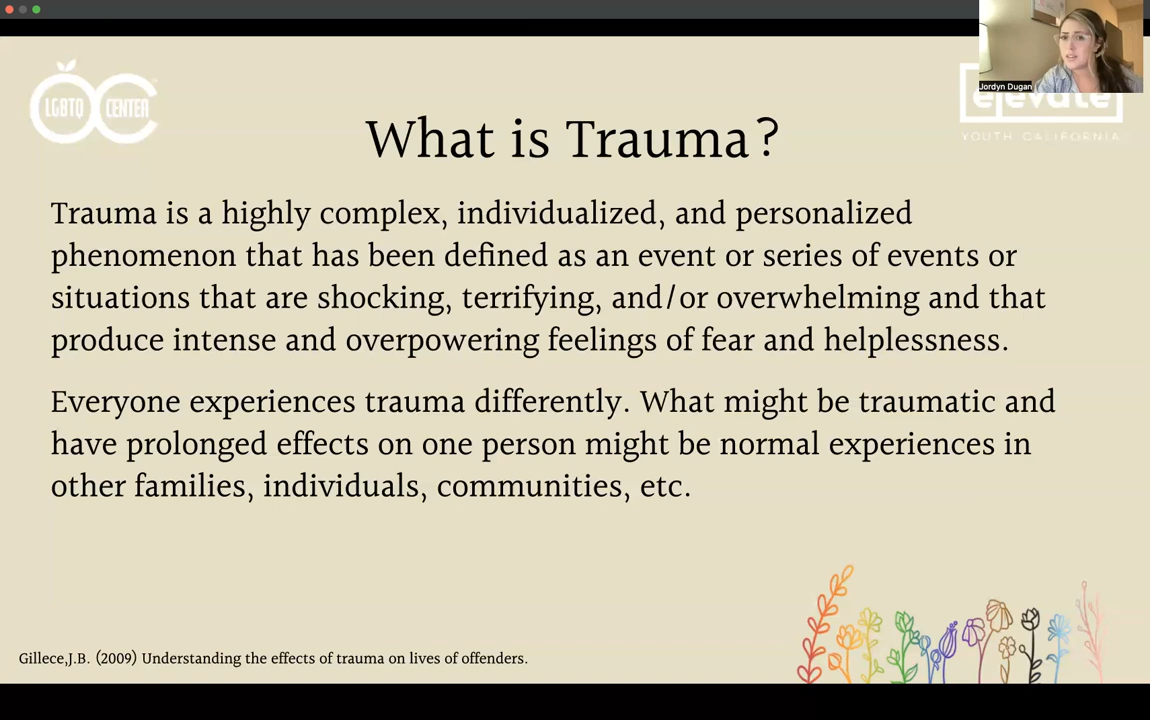 LGBTQ CENTER
Jordyn Dugan
elevate
YOUTH CALIFORNIA
What is Trauma?
Trauma is a highly complex, individualized, and personalized
phenomenon that has been defined as an event or series of events or
situations that are shocking, terrifying, and/or overwhelming and that
produce intense and overpowering feelings of fear and helplessness.
Everyone experiences trauma differently. What might be traumatic and
have prolonged effects on one person might be normal experiences in
other families, individuals, communities, etc.
Gillece,J.B. (2009) Understanding the effects of trauma on lives of offenders.